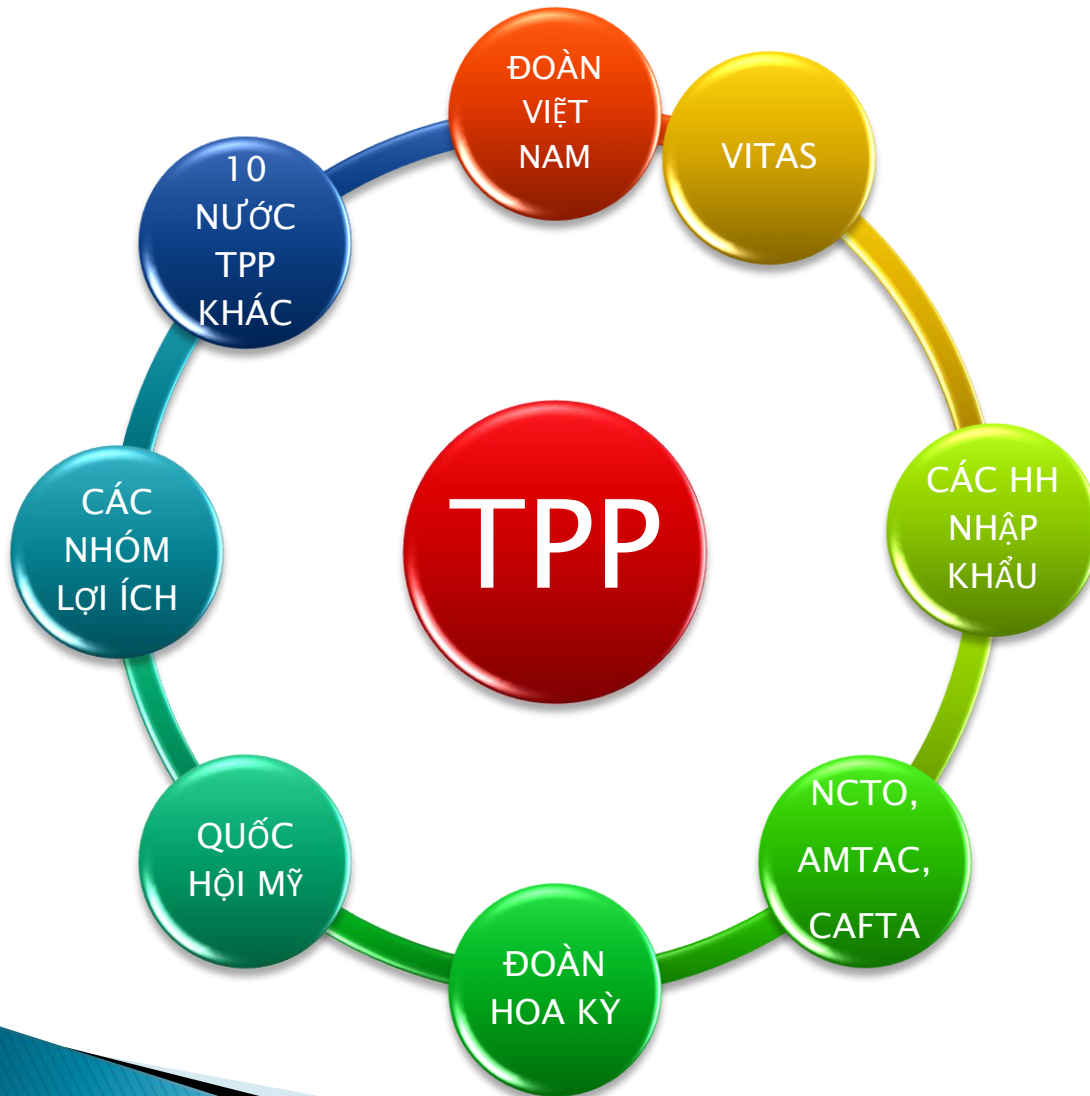 ĐOÀN
VIỆT
NAM
VITAS
CÁC HH
NHẬP
KHẨU
NCTO,
AMTAC,
CAFTA
ĐOÀN
HOA KỲ
QUỐC
HỘI MỸ
CÁC
NHÓM
LỢI ÍCH
10
NƯỚC
TPP
KHÁC
TPP